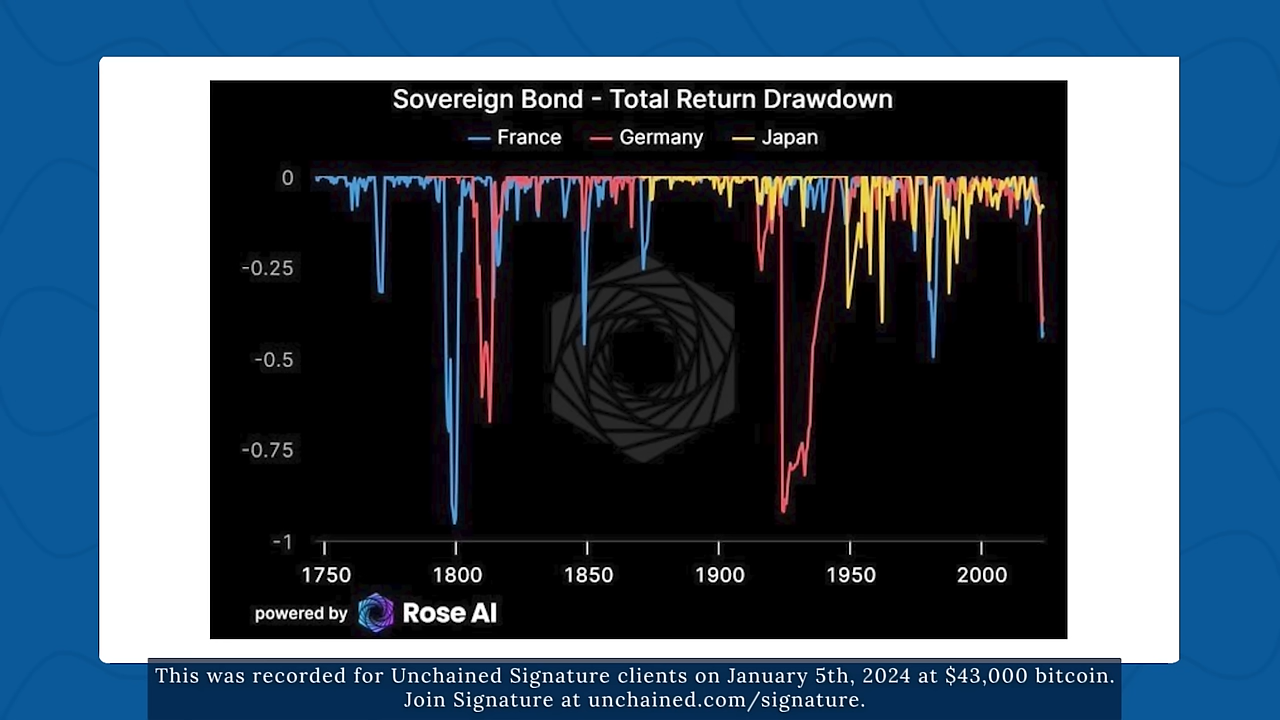 Sovereign Bond - Total Return Drawdown
France Germany Japan
0
-0.25
-0.5
-0.75
-1
1750 1800 1850 1900 1950 2000
powered by Rose AI
This was recorded for Unchained Signature clients on January 5th, 2024 at $43,000 bitcoin.
Join Signature at unchained.com/signature.